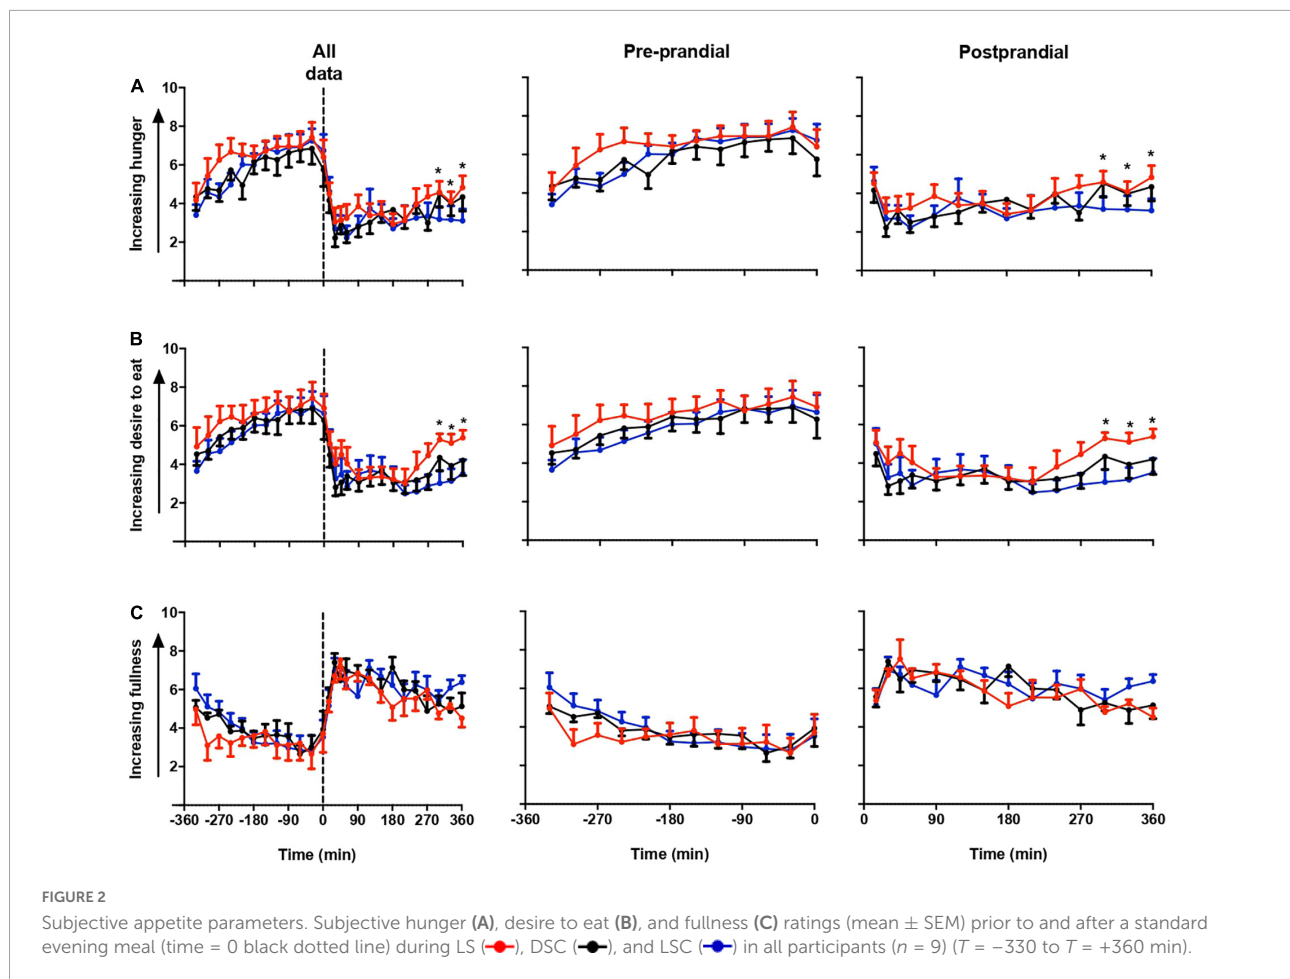 All
data
Pre-prandial
Postprandial
A
Increasing hunger
10
8
6
4
2
*
*
*
*
*
*
B
Increasing desire to eat
10
8
6
4
2
*
*
*
*
*
*
C
Increasing fullness
10
8
6
4
2
-360 -270 -180 -90 0 90 180 270 360
Time (min)
-360 -270 -180 -90 0
Time (min)
0 90 180 270 360
Time (min)
FIGURE 2
Subjective appetite parameters. Subjective hunger (A), desire to eat (B), and fullness (C) ratings (mean ± SEM) prior to and after a standard
evening meal (time = 0 black dotted line) during LS (), DSC (), and LSC () in all participants (n = 9) (T = −330 to T = +360 min).